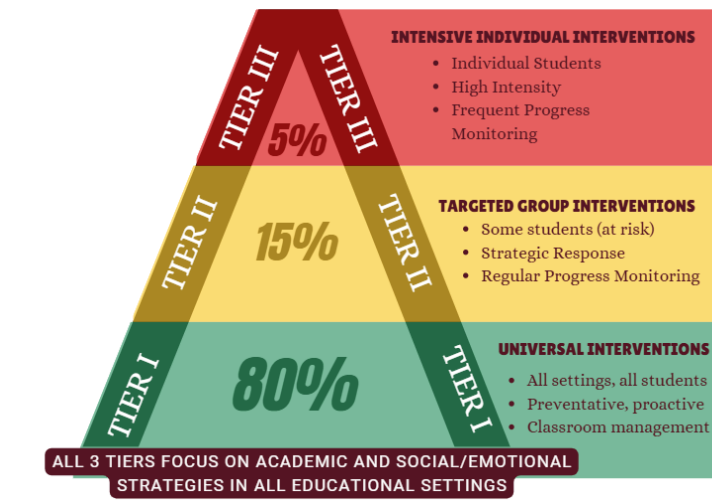 INTENSIVE INDIVIDUAL INTERVENTIONS
• Individual Students
• High Intensity
• Frequent Progress
Monitoring
TIER III
TIER III
5%
TARGETED GROUP INTERVENTIONS
• Some students (at risk)
• Strategic Response
• Regular Progress Monitoring
TIER II
TIER II
15%
UNIVERSAL INTERVENTIONS
• All settings, all students
• Preventative, proactive
• Classroom management
TIER I
TIER I
80%
ALL 3 TIERS FOCUS ON ACADEMIC AND SOCIAL/EMOTIONAL
STRATEGIES IN ALL EDUCATIONAL SETTINGS